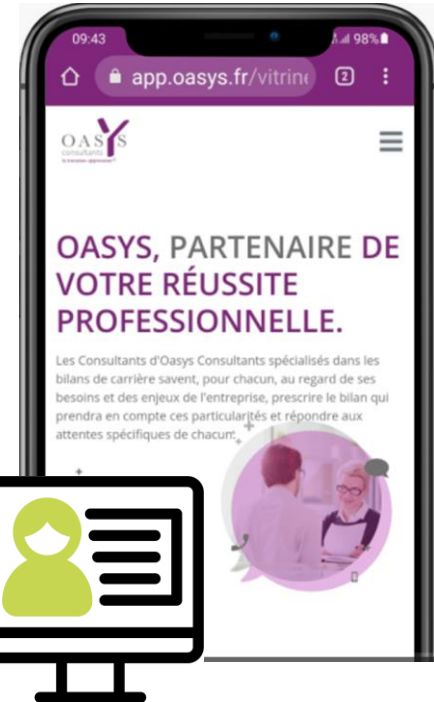 09:43
98%
app.oasys.fr/vitrine
2
OASYS
consultants
OASYS, PARTENAIRE DE
VOTRE RÉUSSITE
PROFESSIONNELLE.
Les Consultants d'Oasys Consultants spécialisés dans les
bilans de carrière savent, pour chacun, au regard de ses
besoins et des enjeux de l'entreprise, prescrire le bilan qui
prendra en compte ces particularités et répondre aux
attentes spécifiques de chacun.